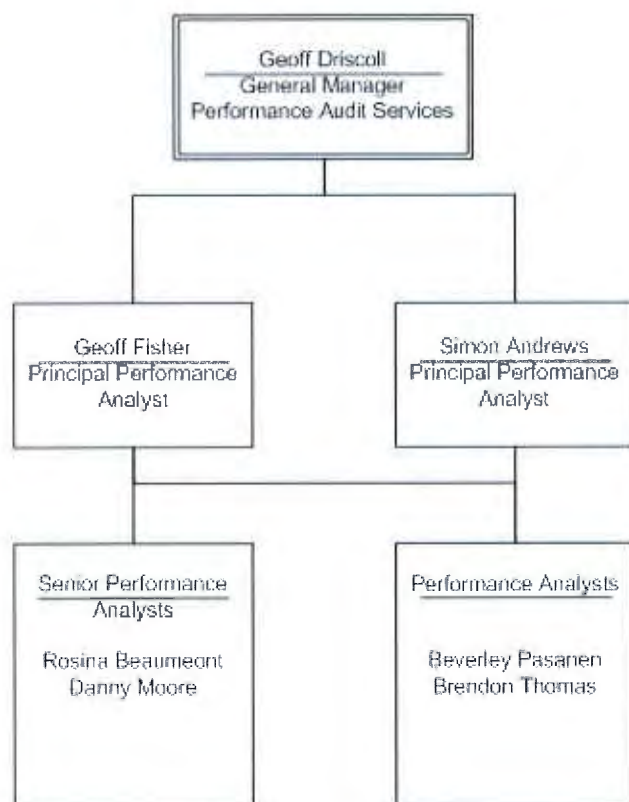 Geoff Driscoll
General Manager
Performance Audit Services
Geoff Fisher
Principal Performance
Analyst
Simon Andrews
Principal Performance
Analyst
Senior Performance
Analysts
Rosina Beaumeont
Danny Moore
Performance Analysts
Beverley Pasanen
Brendon Thomas